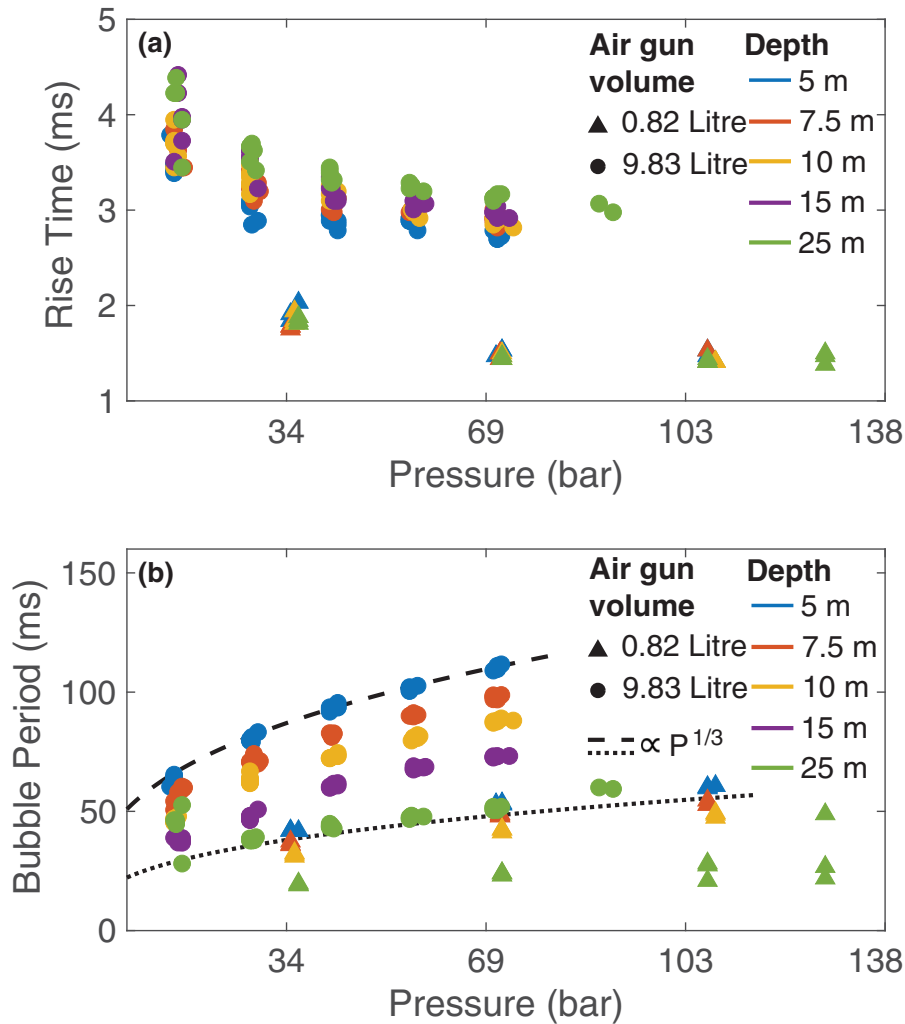 (a)
Air gun volume
Depth
0.82 Litre
9.83 Litre
5 m
7.5 m
10 m
15 m
25 m
Rise Time (ms)
5
4
3
2
1
34
69
103
138
Pressure (bar)
(b)
Air gun volume
Depth
0.82 Litre
9.83 Litre
∝ P^1/3
5 m
7.5 m
10 m
15 m
25 m
Bubble Period (ms)
150
100
50
0
34
69
103
138
Pressure (bar)